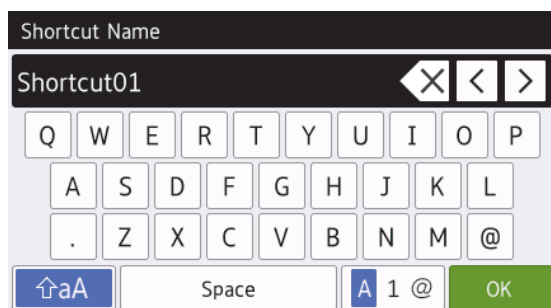 Shortcut Name
Shortcut01
Q W E R T Y U I O P
A S D F G H J K L
. Z X C V B N M @
aA Space A 1 @ OK